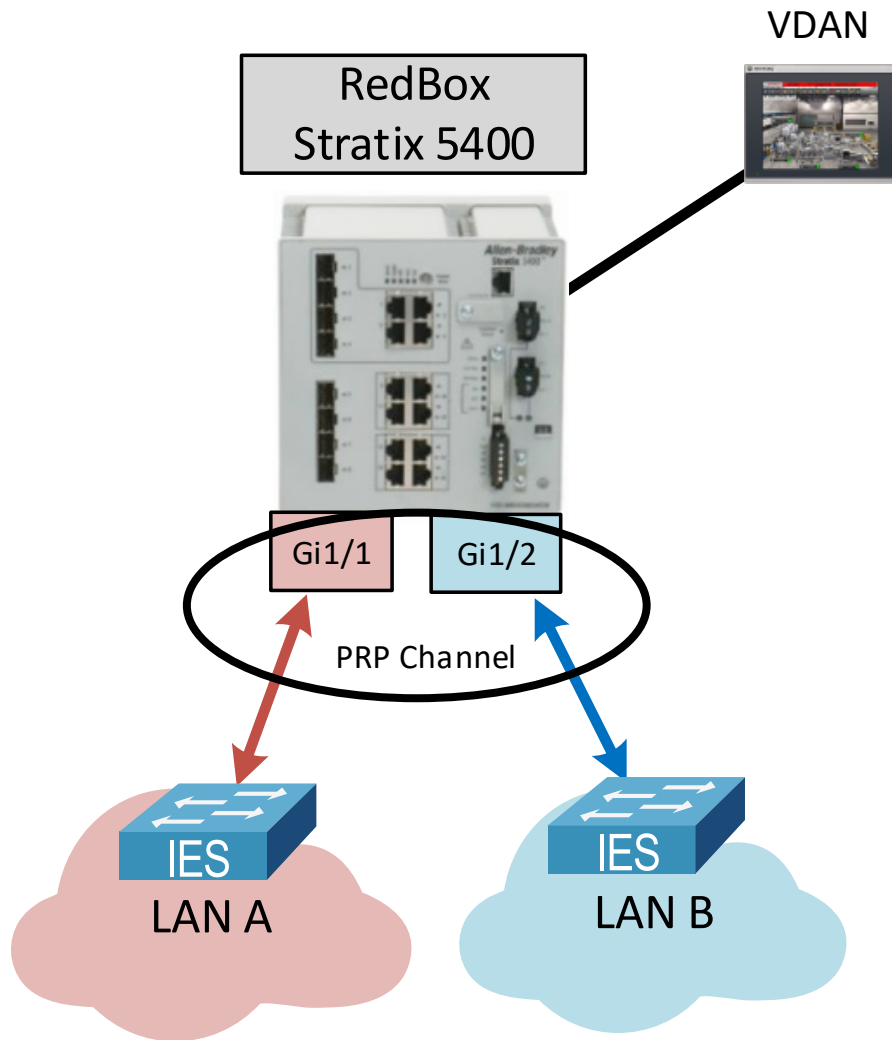 VDAN
RedBox
Stratix 5400
Allen-Bradley
Stratix 5400
Gi1/1
Gi1/2
PRP Channel
IES
IES
LAN A
LAN B